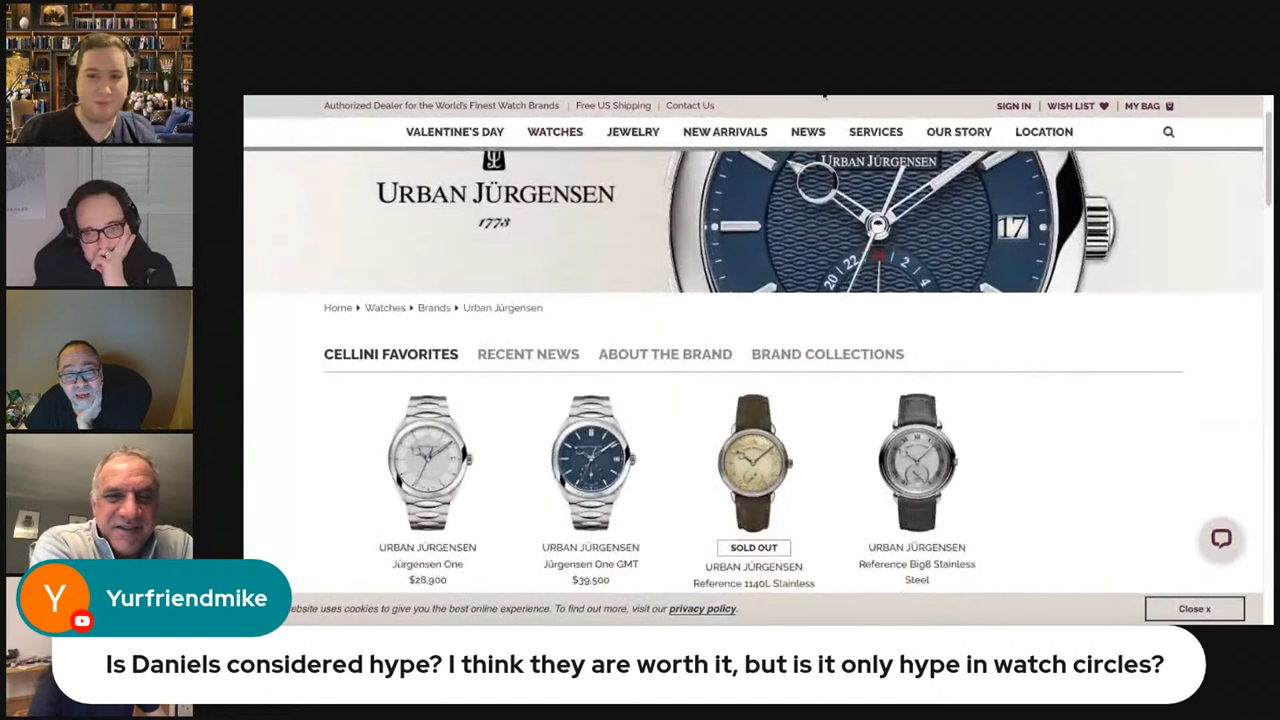 Authorized Dealer for the World's Finest Watch Brands | Free US Shipping | Contact Us
SIGN IN | WISH LIST | MY BAG
VALENTINE'S DAY WATCHES JEWELRY NEW ARRIVALS NEWS SERVICES OUR STORY LOCATION
URBAN JÜRGENSEN
1773
URBAN JÜRGENSEN
17
20 22 24 2 4
Home Watches Brands Urban Jürgensen
CELLINI FAVORITES RECENT NEWS ABOUT THE BRAND BRAND COLLECTIONS
URBAN JÜRGENSEN
Jürgensen One
$28,900
URBAN JÜRGENSEN
Jürgensen One GMT
$39,500
SOLD OUT
URBAN JÜRGENSEN
Reference 1140L Stainless
URBAN JÜRGENSEN
Reference Big8 Stainless
Steel
ebsite uses cookies to give you the best online experience. To find out more, visit our privacy policy.
Close x
Y
Yurfriendmike
Is Daniels considered hype? I think they are worth it, but is it only hype in watch circles?